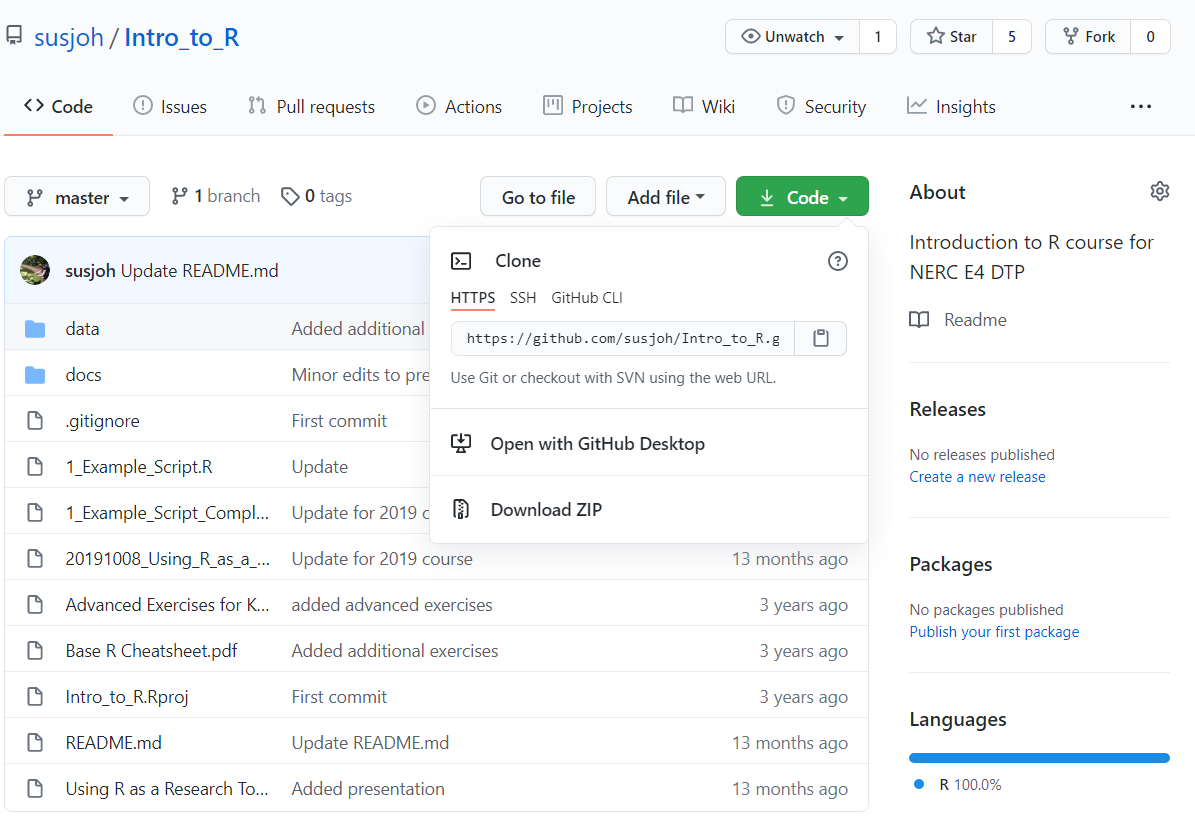 susjoh / Intro_to_R
Unwatch 1 Star 5 Fork 0
Code Issues Pull requests Actions Projects Wiki Security Insights
master 1 branch 0 tags Go to file Add file Code
susjoh Update README.md
data Added additional
docs Minor edits to pre
.gitignore First commit
1_Example_Script.R Update
1_Example_Script_Compl... Update for 2019 c
20191008_Using_R_as_a_... Update for 2019 course 13 months ago
Advanced Exercises for K... added advanced exercises 3 years ago
Base R Cheatsheet.pdf Added additional exercises 3 years ago
Intro_to_R.Rproj First commit 3 years ago
README.md Update README.md 13 months ago
Using R as a Research To... Added presentation 13 months ago
Clone
HTTPS SSH GitHub CLI
https://github.com/susjoh/Intro_to_R.g
Use Git or checkout with SVN using the web URL.
Open with GitHub Desktop
Download ZIP
About
Introduction to R course for
NERC E4 DTP
Readme
Releases
No releases published
Create a new release
Packages
No packages published
Publish your first package
Languages
R 100.0%